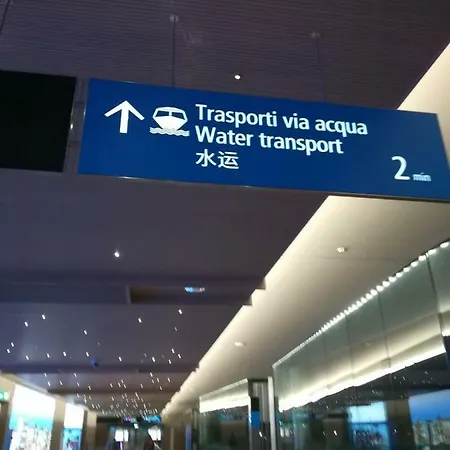 Trasporti via acqua
Water transport
水运
2 min